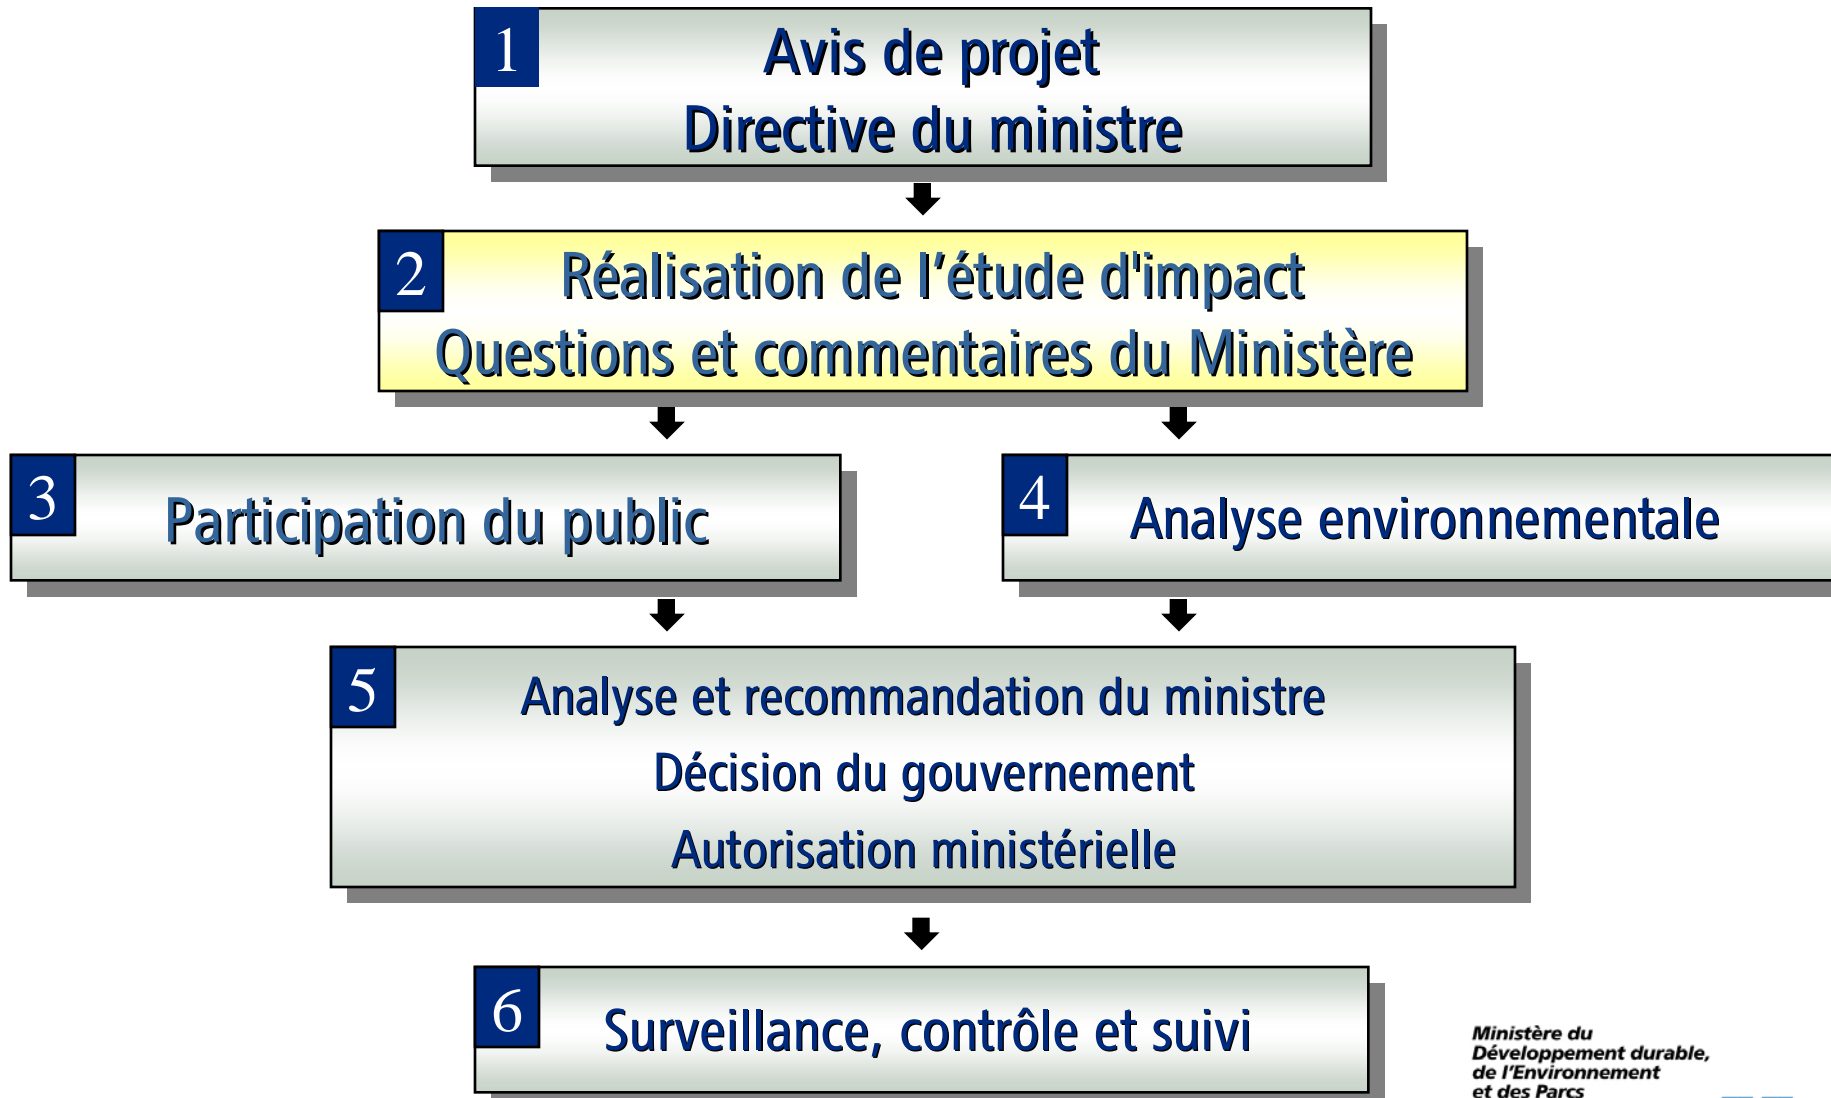 1
Avis de projet
Directive du ministre
2
Réalisation de l’étude d'impact
Questions et commentaires du Ministère
3
Participation du public
4
Analyse environnementale
5
Analyse et recommandation du ministre
Décision du gouvernement
Autorisation ministérielle
6
Surveillance, contrôle et suivi
Ministère du
Développement durable,
de l’Environnement
et des Parcs